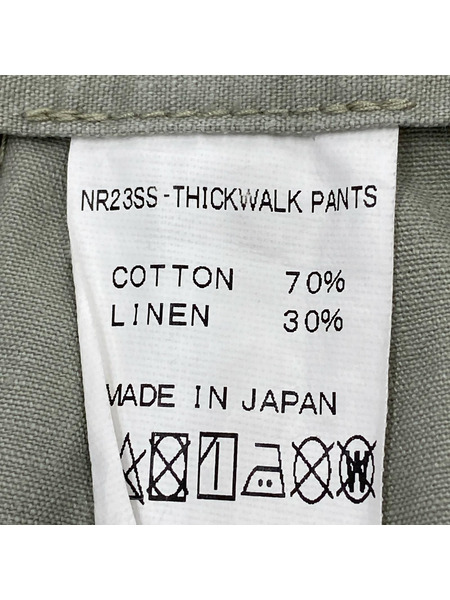 NR23SS-THICKWALK PANTS
COTTON 70%
LINEN 30%
MADE IN JAPAN
W